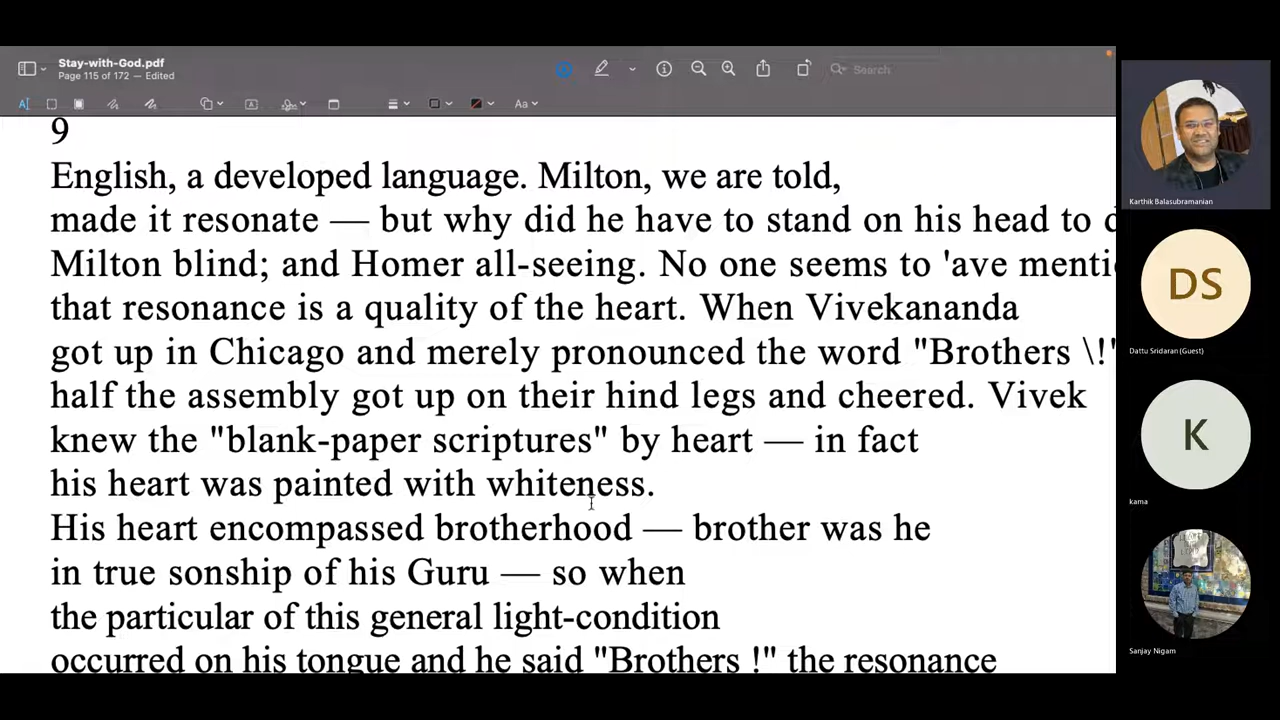 Stay-with-God.pdf
Page 115 of 172 — Edited
Search
Aa
9
English, a developed language. Milton, we are told,
made it resonate — but why did he have to stand on his head to
Milton blind; and Homer all-seeing. No one seems to 'ave menti
that resonance is a quality of the heart. When Vivekananda
got up in Chicago and merely pronounced the word "Brothers \!"
half the assembly got up on their hind legs and cheered. Vivek
knew the "blank-paper scriptures" by heart — in fact
his heart was painted with whiteness.
His heart encompassed brotherhood — brother was he
in true sonship of his Guru — so when
the particular of this general light-condition
occurred on his tongue and he said "Brothers !" the resonance
Karthik Balasubramanian
DS
Dattu Sridaran (Guest)
K
kama
Sanjay Nigam